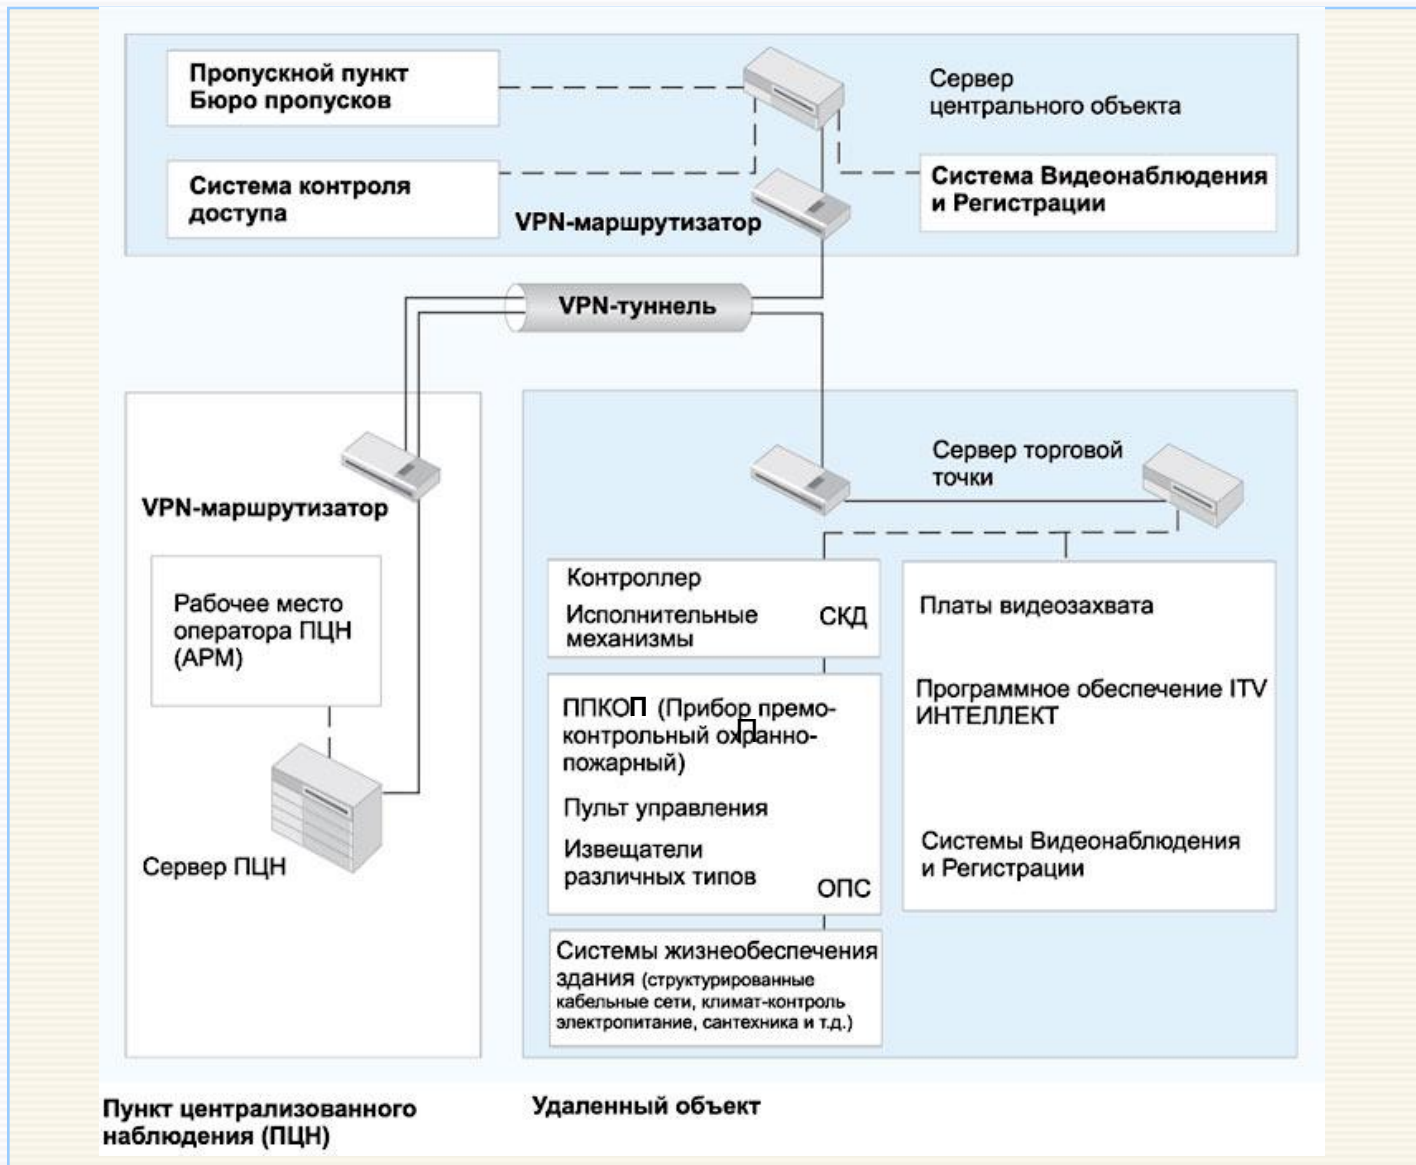 Пропускной пункт
Бюро пропусков
Сервер
центрального объекта
Система контроля
доступа
Система Видеонаблюдения
и Регистрации
VPN-маршрутизатор
VPN-туннель
VPN-маршрутизатор
Рабочее место
оператора ПЦН
(АРМ)
Сервер ПЦН
Сервер торговой
точки
Контроллер
Исполнительные
механизмы
СКД
ППКОП (Прибор премо-
контрольный охранно-
П
пожарный)
Пульт управления
Извещатели
различных типов
ОПС
Системы жизнеобеспечения
здания (структурированные
кабельные сети, климат-контроль
электропитание, сантехника и т.д.)
Платы видеозахвата
Программное обеспечение ITV
ИНТЕЛЛЕКТ
Системы Видеонаблюдения
и Регистрации
Пункт централизованного
наблюдения (ПЦН)
Удаленный объект